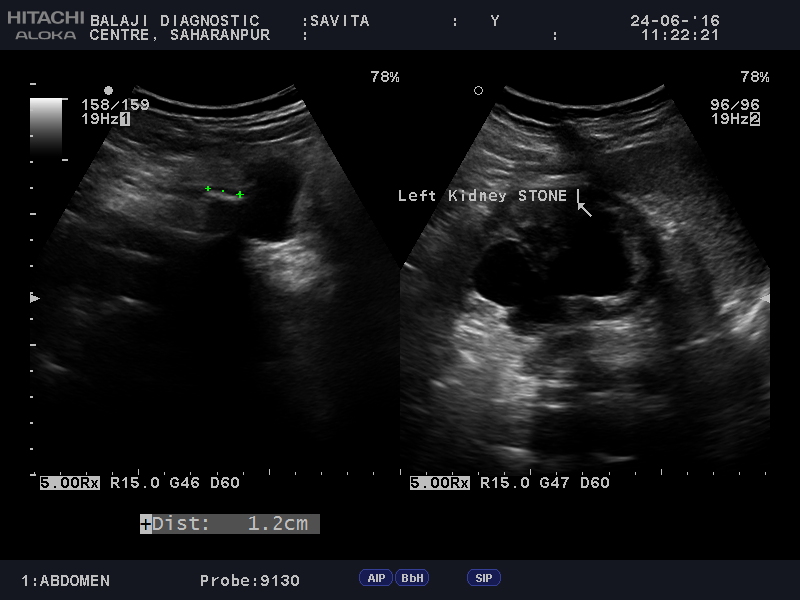 HITACHI
ALOKA
BALAJI DIAGNOSTIC :SAVITA : Y 24-06-'16
CENTRE, SAHARANPUR : : 11:22:21
78% 78%
158/159 96/96
19Hz1 19Hz2
Left Kidney STONE
5.00Rx R15.0 G46 D60 5.00Rx R15.0 G47 D60
+Dist: 1.2cm
1:ABDOMEN Probe:9130 AIP BbH SIP